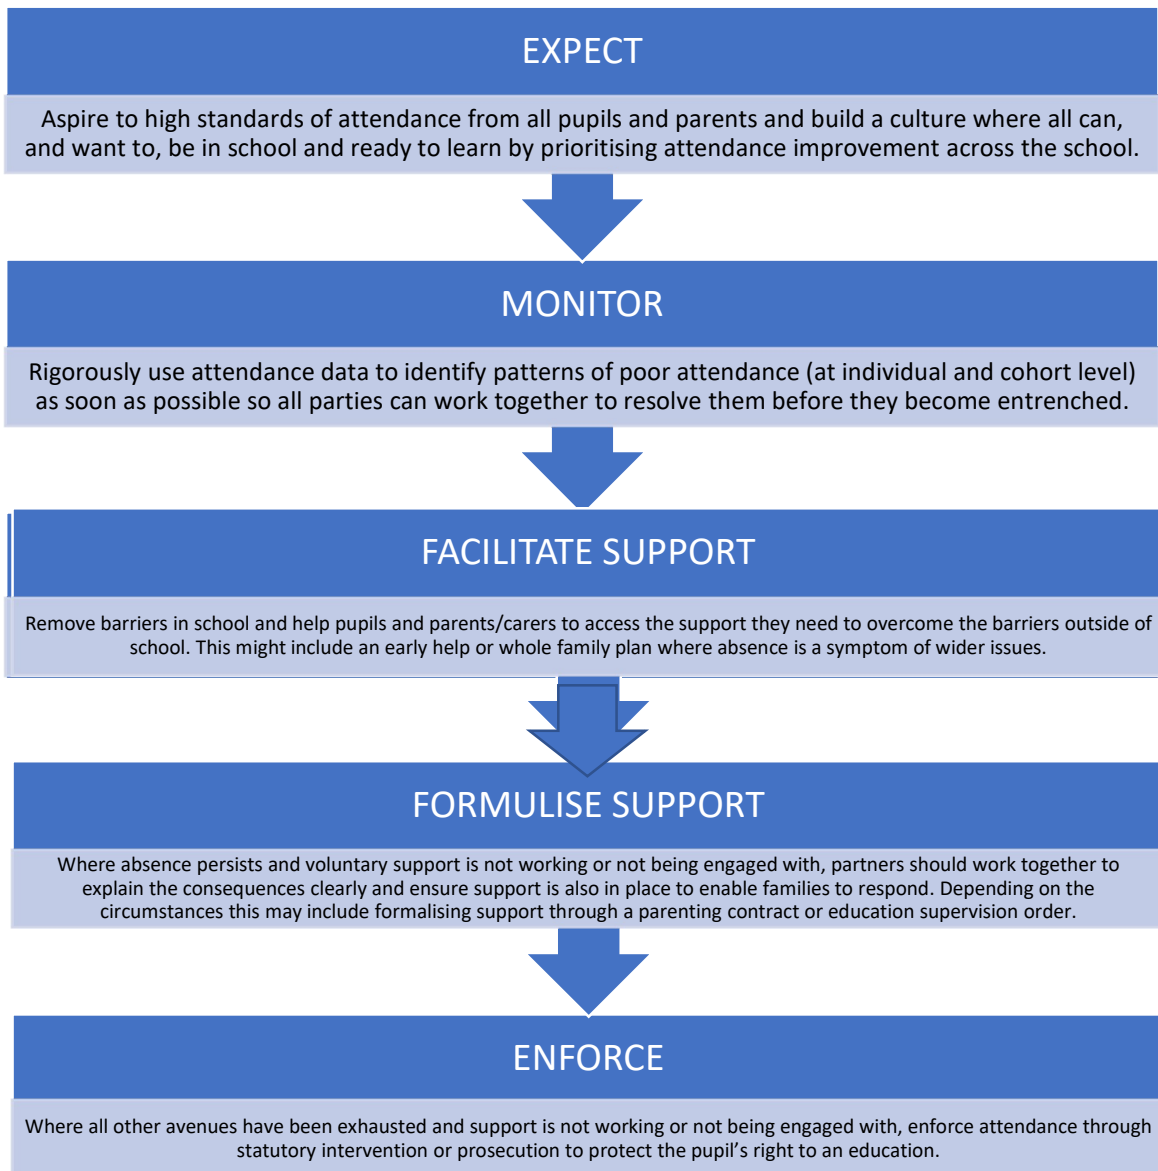 EXPECT
Aspire to high standards of attendance from all pupils and parents and build a culture where all can,
and want to, be in school and ready to learn by prioritising attendance improvement across the school.
MONITOR
Rigorously use attendance data to identify patterns of poor attendance (at individual and cohort level)
as soon as possible so all parties can work together to resolve them before they become entrenched.
FACILITATE SUPPORT
Remove barriers in school and help pupils and parents/carers to access the support they need to overcome the barriers outside of
school. This might include an early help or whole family plan where absence is a symptom of wider issues.
FORMULISE SUPPORT
Where absence persists and voluntary support is not working or not being engaged with, partners should work together to
explain the consequences clearly and ensure support is also in place to enable families to respond. Depending on the
circumstances this may include formalising support through a parenting contract or education supervision order.
ENFORCE
Where all other avenues have been exhausted and support is not working or not being engaged with, enforce attendance through
statutory intervention or prosecution to protect the pupil’s right to an education.